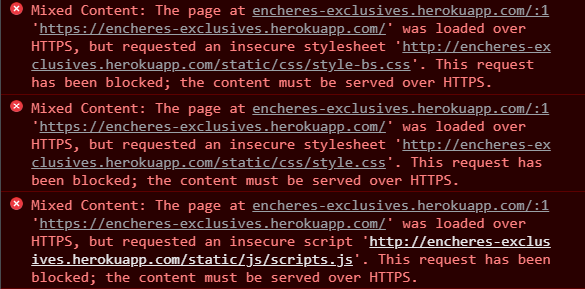 Mixed Content: The page at encheres-exclusives.herokuapp.com/:1
'https://encheres-exclusives.herokuapp.com/' was loaded over
HTTPS, but requested an insecure stylesheet 'http://encheres-ex
clusives.herokuapp.com/static/css/style-bs.css'. This request
has been blocked; the content must be served over HTTPS.
Mixed Content: The page at encheres-exclusives.herokuapp.com/:1
'https://encheres-exclusives.herokuapp.com/' was loaded over
HTTPS, but requested an insecure stylesheet 'http://encheres-ex
clusives.herokuapp.com/static/css/style.css'. This request has
been blocked; the content must be served over HTTPS.
Mixed Content: The page at encheres-exclusives.herokuapp.com/:1
'https://encheres-exclusives.herokuapp.com/' was loaded over
HTTPS, but requested an insecure script 'http://encheres-exclus
ives.herokuapp.com/static/js/scripts.js'. This request has been
blocked; the content must be served over HTTPS.